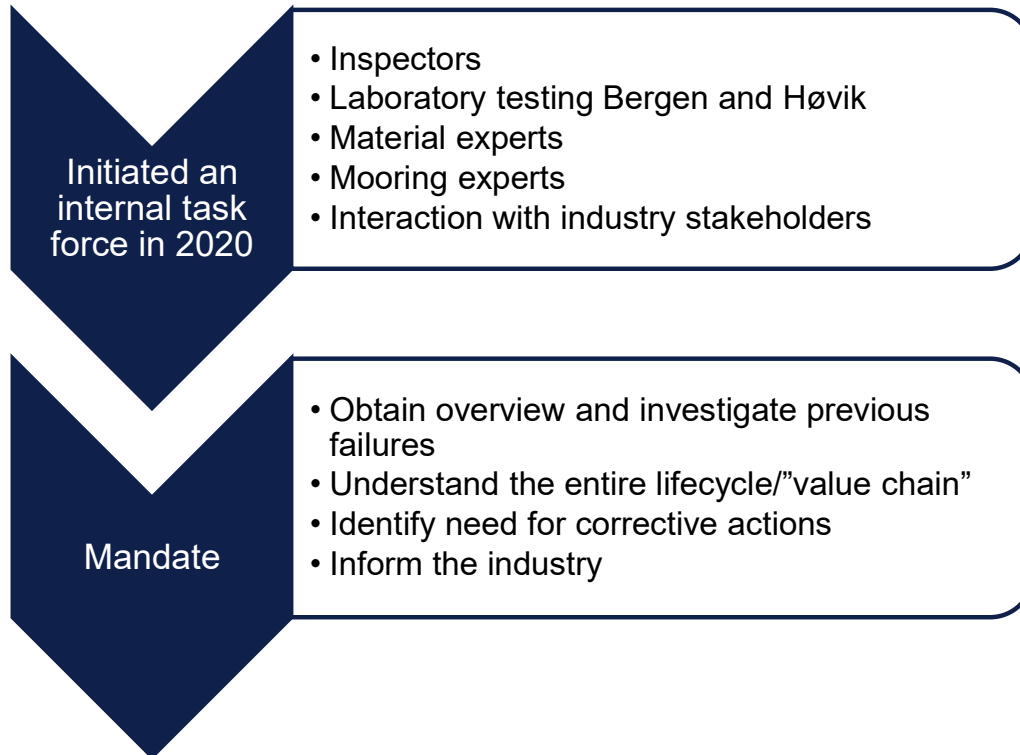 Initiated an
internal task
force in 2020
• Inspectors
• Laboratory testing Bergen and Høvik
• Material experts
• Mooring experts
• Interaction with industry stakeholders
Mandate
• Obtain overview and investigate previous
failures
• Understand the entire lifecycle/”value chain”
• Identify need for corrective actions
• Inform the industry